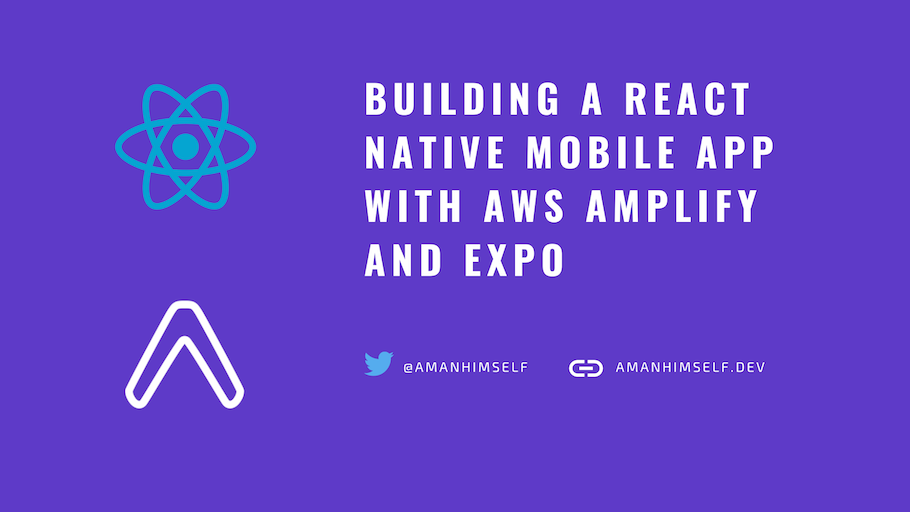 BUILDING A REACT
NATIVE MOBILE APP
WITH AWS AMPLIFY
AND EXPO
@AMANHIMSELF
AMANHIMSELF.DEV